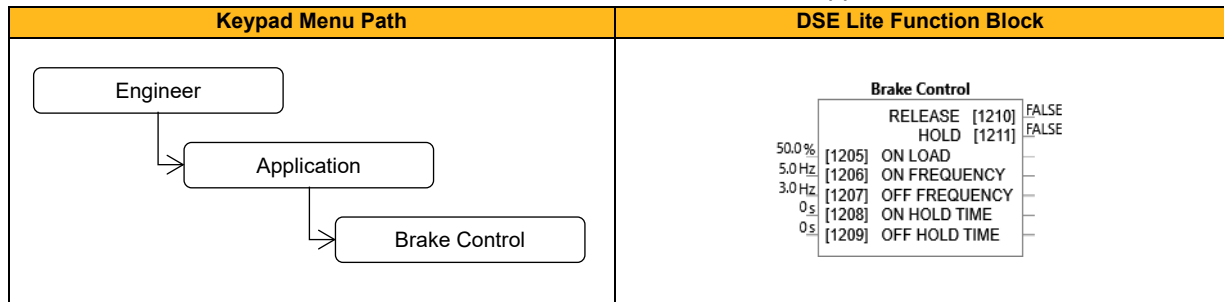 Keypad Menu Path
DSE Lite Function Block
Engineer
Application
Brake Control
Brake Control
RELEASE [1210] FALSE
HOLD [1211] FALSE
50.0 % [1205] ON LOAD
5.0 Hz [1206] ON FREQUENCY
3.0 Hz [1207] OFF FREQUENCY
0 s [1208] ON HOLD TIME
0 s [1209] OFF HOLD TIME